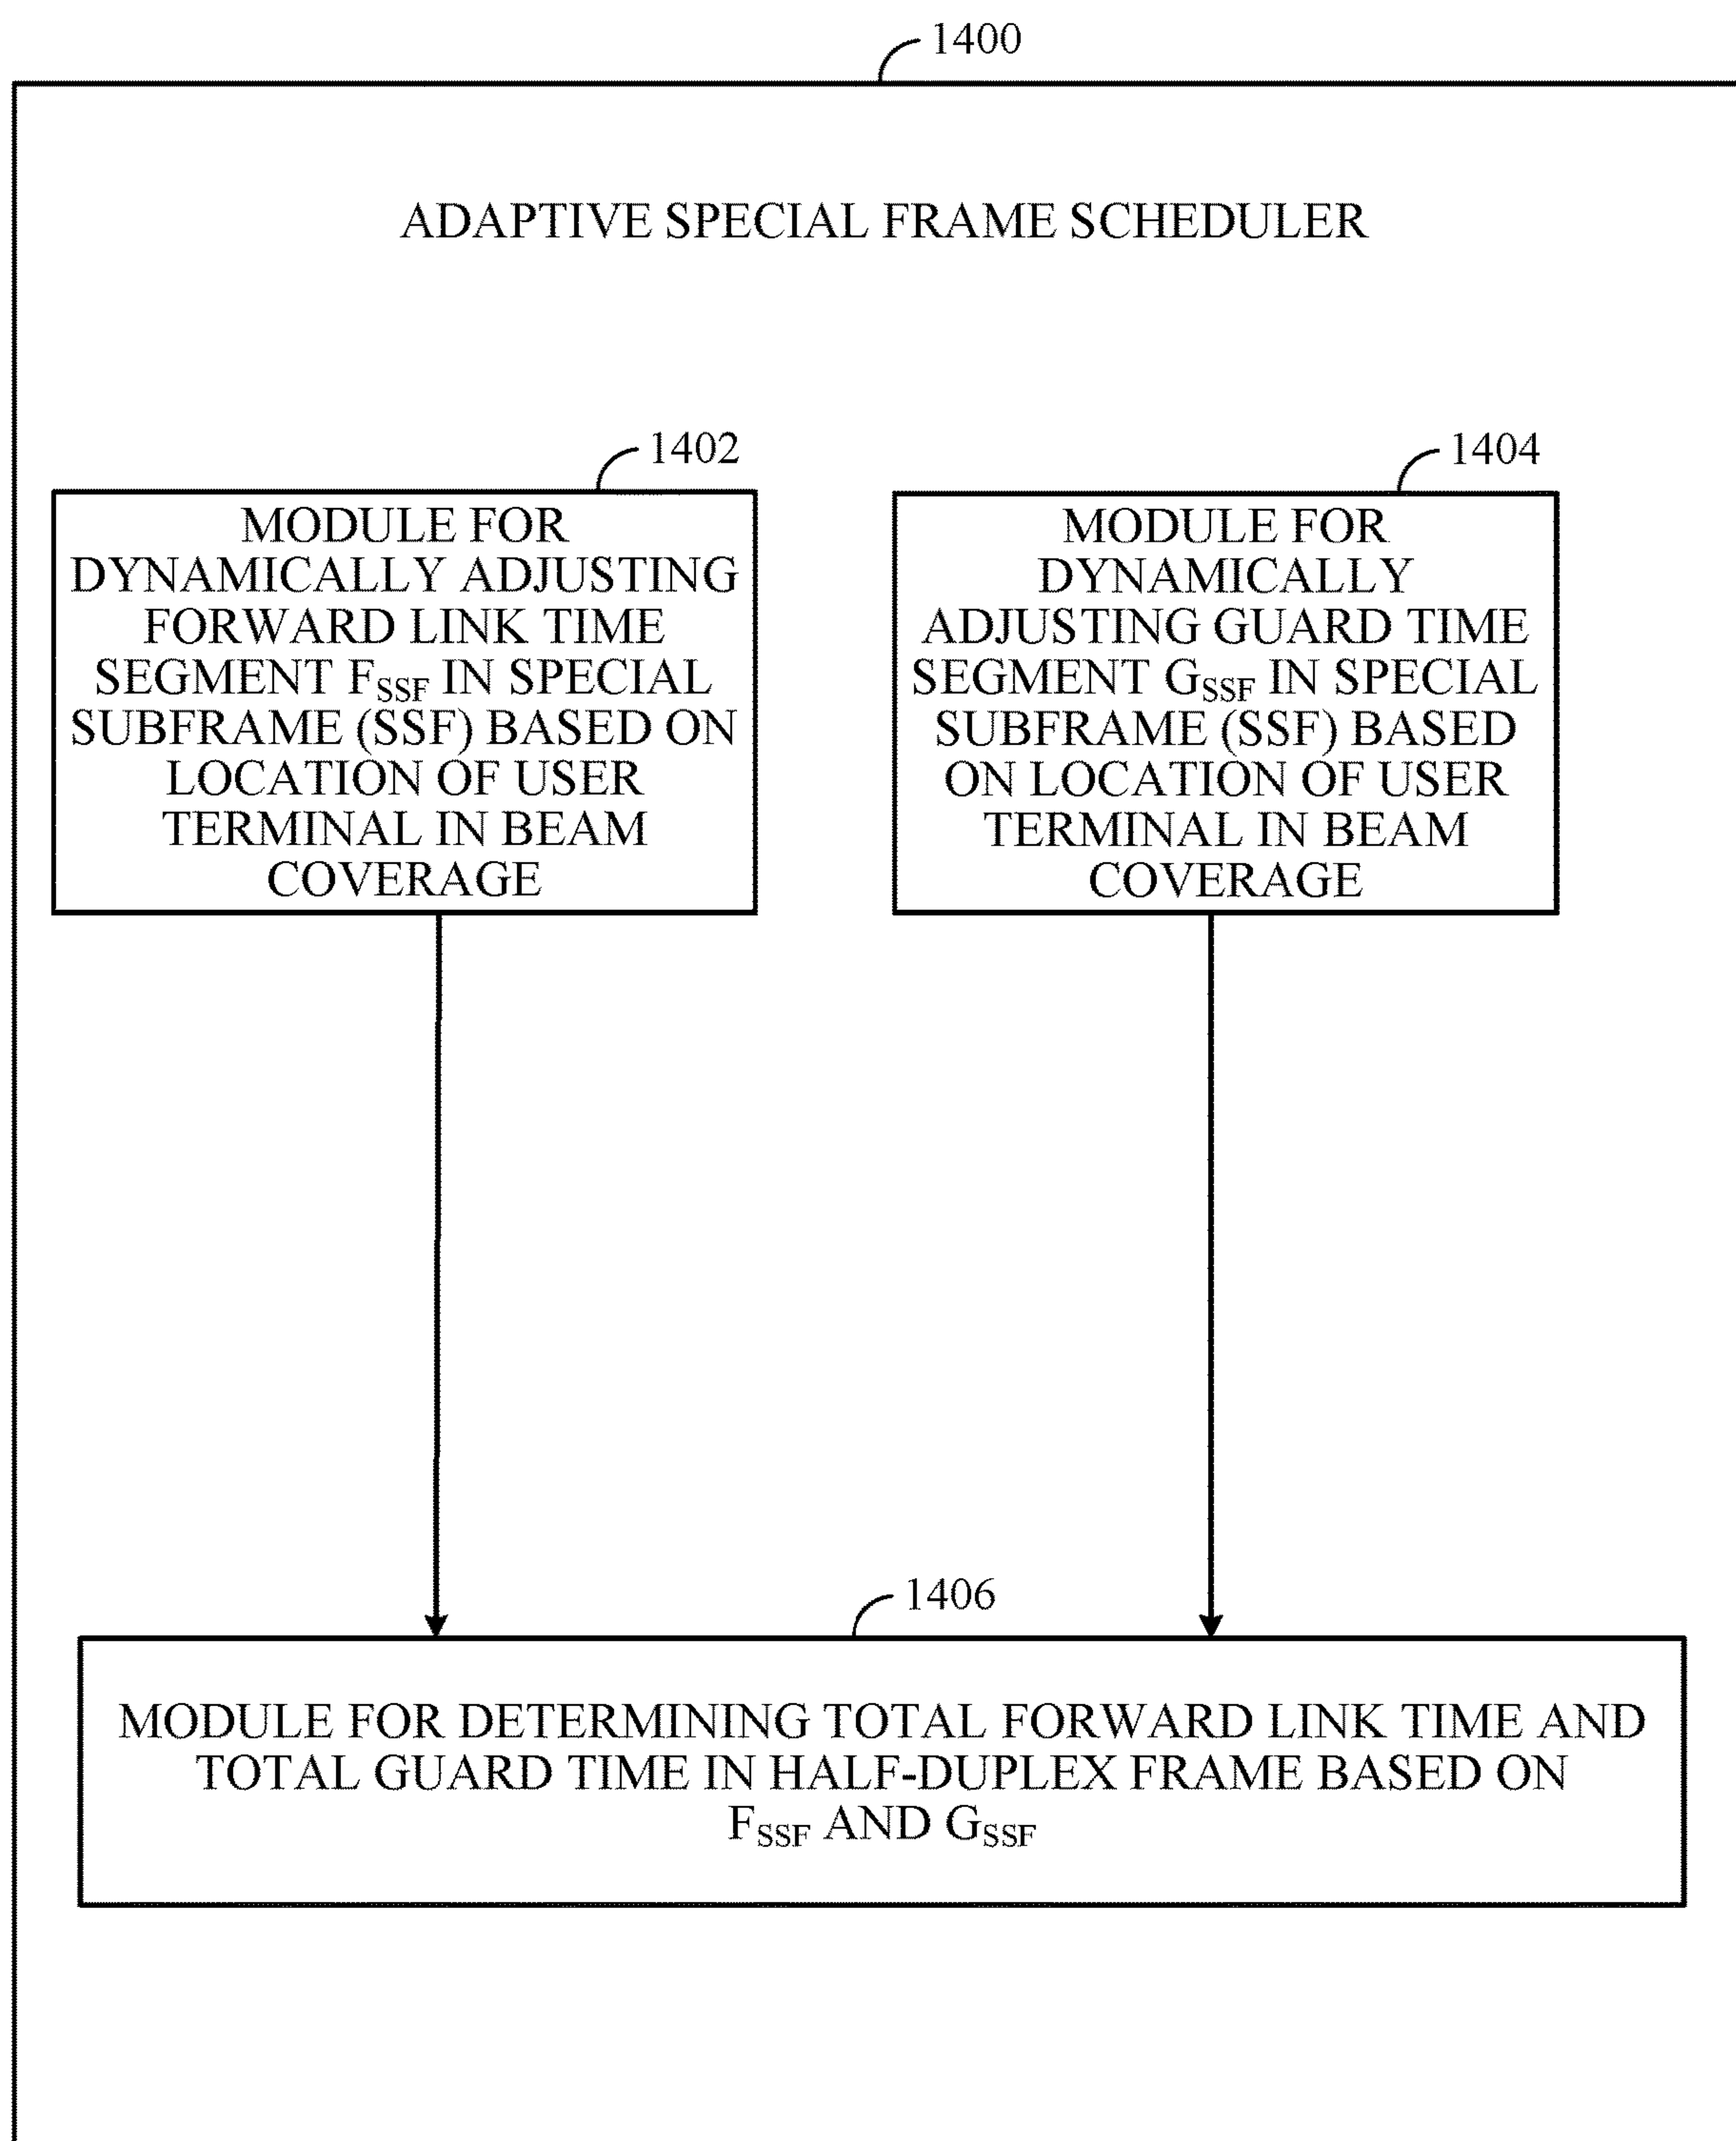 1400
ADAPTIVE SPECIAL FRAME SCHEDULER
1402
MODULE FOR
DYNAMICALLY ADJUSTING
FORWARD LINK TIME
SEGMENT FSSF IN SPECIAL
SUBFRAME (SSF) BASED ON
LOCATION OF USER
TERMINAL IN BEAM
COVERAGE
1404
MODULE FOR
DYNAMICALLY
ADJUSTING GUARD TIME
SEGMENT GSSF IN SPECIAL
SUBFRAME (SSF) BASED
ON LOCATION OF USER
TERMINAL IN BEAM
COVERAGE
1406
MODULE FOR DETERMINING TOTAL FORWARD LINK TIME AND
TOTAL GUARD TIME IN HALF-DUPLEX FRAME BASED ON
FSSF AND GSSF